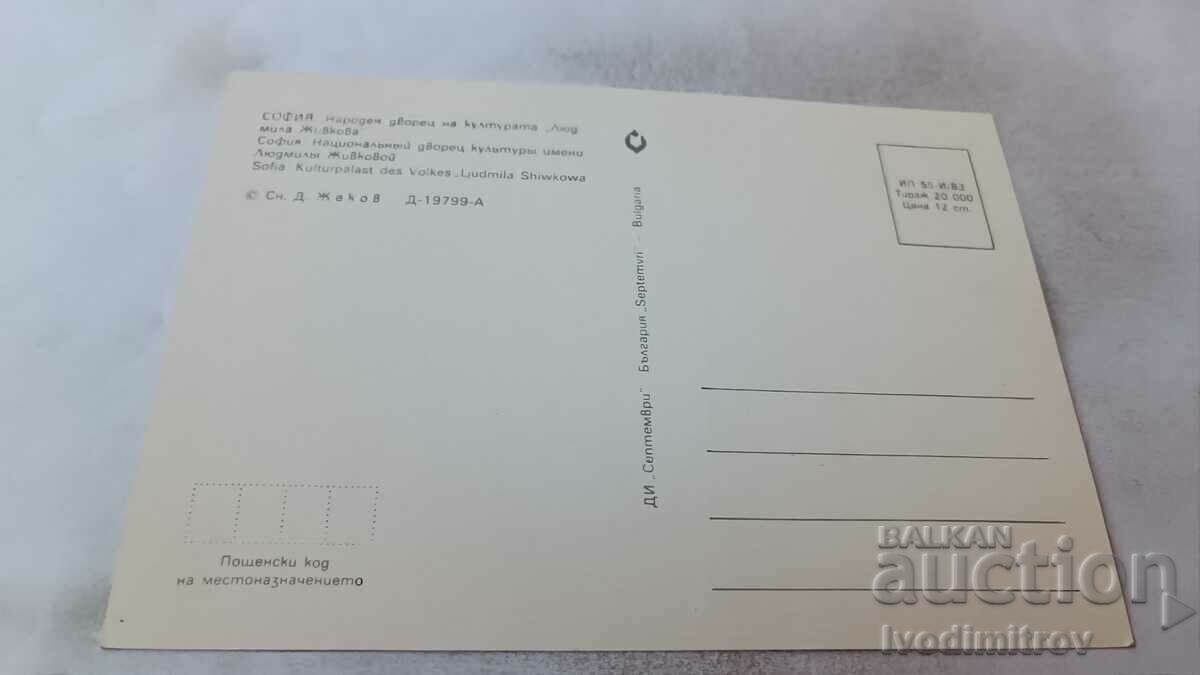 СОФИЯ. Народен дворец на културата „Люд
мила Живкова"
София. Национальный дворец культуры имени
Людмилы Живковой
Sofia. Kulturpalast des Volkes „Ljudmila Shiwkowa
© Сн. Д. Жеков Д-19799-А
ДИ „Септември" България „Septemvri" – Bulgaria
ИП 55-И/83
Тираж 20 000
Цена 12 ст.
Пощенски код
на местоназначението
BALKAN
auction
Ivodimitrov